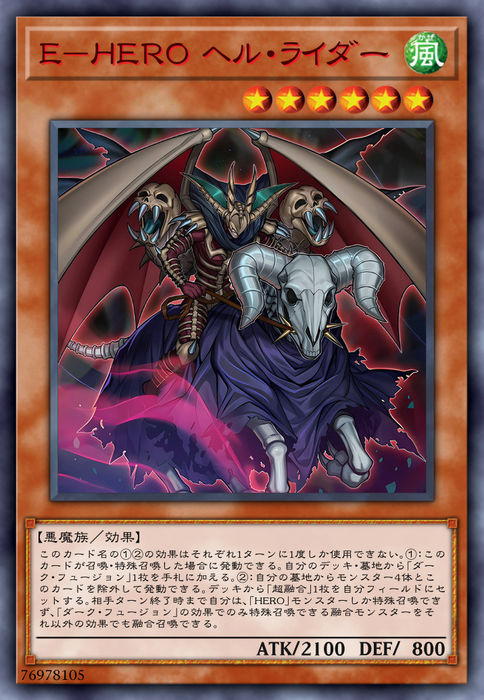 E－HERO ヘル・ライダー
風
かぜ
【悪魔族／効果】
このカード名の①②の効果はそれぞれ1ターンに1度しか使用できない。①：この
カードが召喚・特殊召喚した場合に発動できる。自分のデッキ・墓地から「ダー
ク・フュージョン」1枚を手札に加える。②：自分の墓地からモンスター4体とこ
のカードを除外して発動できる。デッキから「超融合」1枚を自分フィールドにセ
ットする。相手ターン終了時まで自分は、「HERO」モンスターしか特殊召喚でき
ず、「ダーク・フュージョン」の効果でのみ特殊召喚できる融合モンスターをそ
れ以外の効果でも融合召喚できる。
ATK/2100 DEF/ 800
76978105